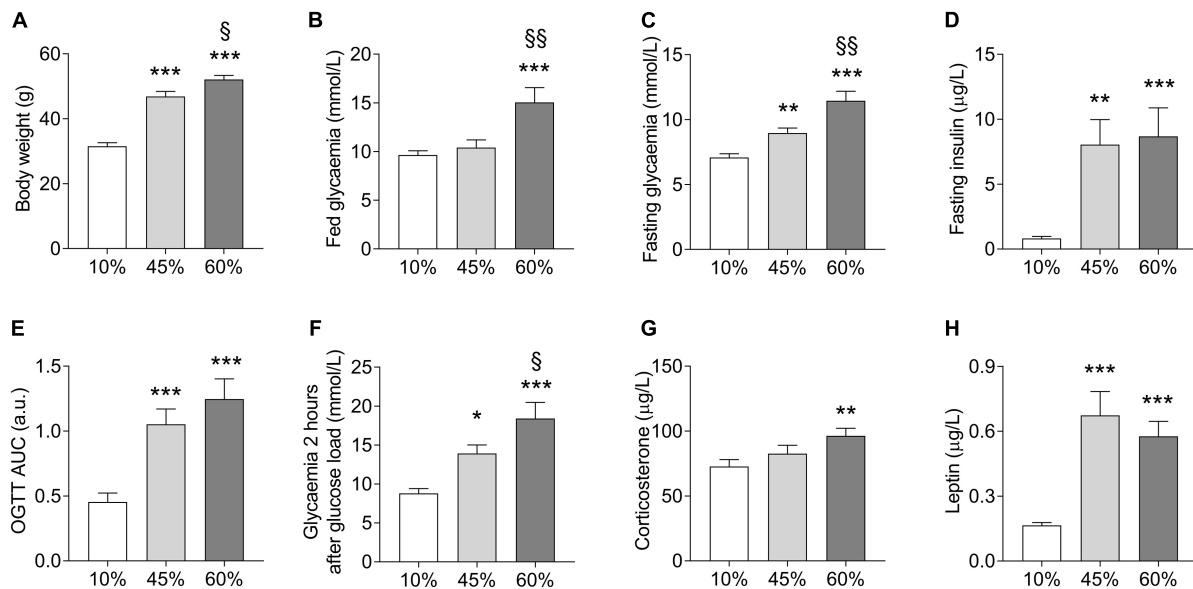 A
Body weight (g)
60
40
20
0
***
§
***
10% 45% 60%
B
Fed glycaemia (mmol/L)
20
15
10
5
0
§§
***
10% 45% 60%
C
Fasting glycaemia (mmol/L)
15
10
5
0
**
§§
***
10% 45% 60%
D
Fasting insulin (μg/L)
15
10
5
0
**
***
10% 45% 60%
E
OGTT AUC (a.u.)
1.5
1.0
0.5
0.0
***
***
10% 45% 60%
F
Glycaemia 2 hours
after glucose load (mmol/L)
25
20
15
10
5
0
*
§
***
10% 45% 60%
G
Corticosterone (μg/L)
150
100
50
0
**
10% 45% 60%
H
Leptin (μg/L)
0.9
0.6
0.3
0.0
***
***
10% 45% 60%